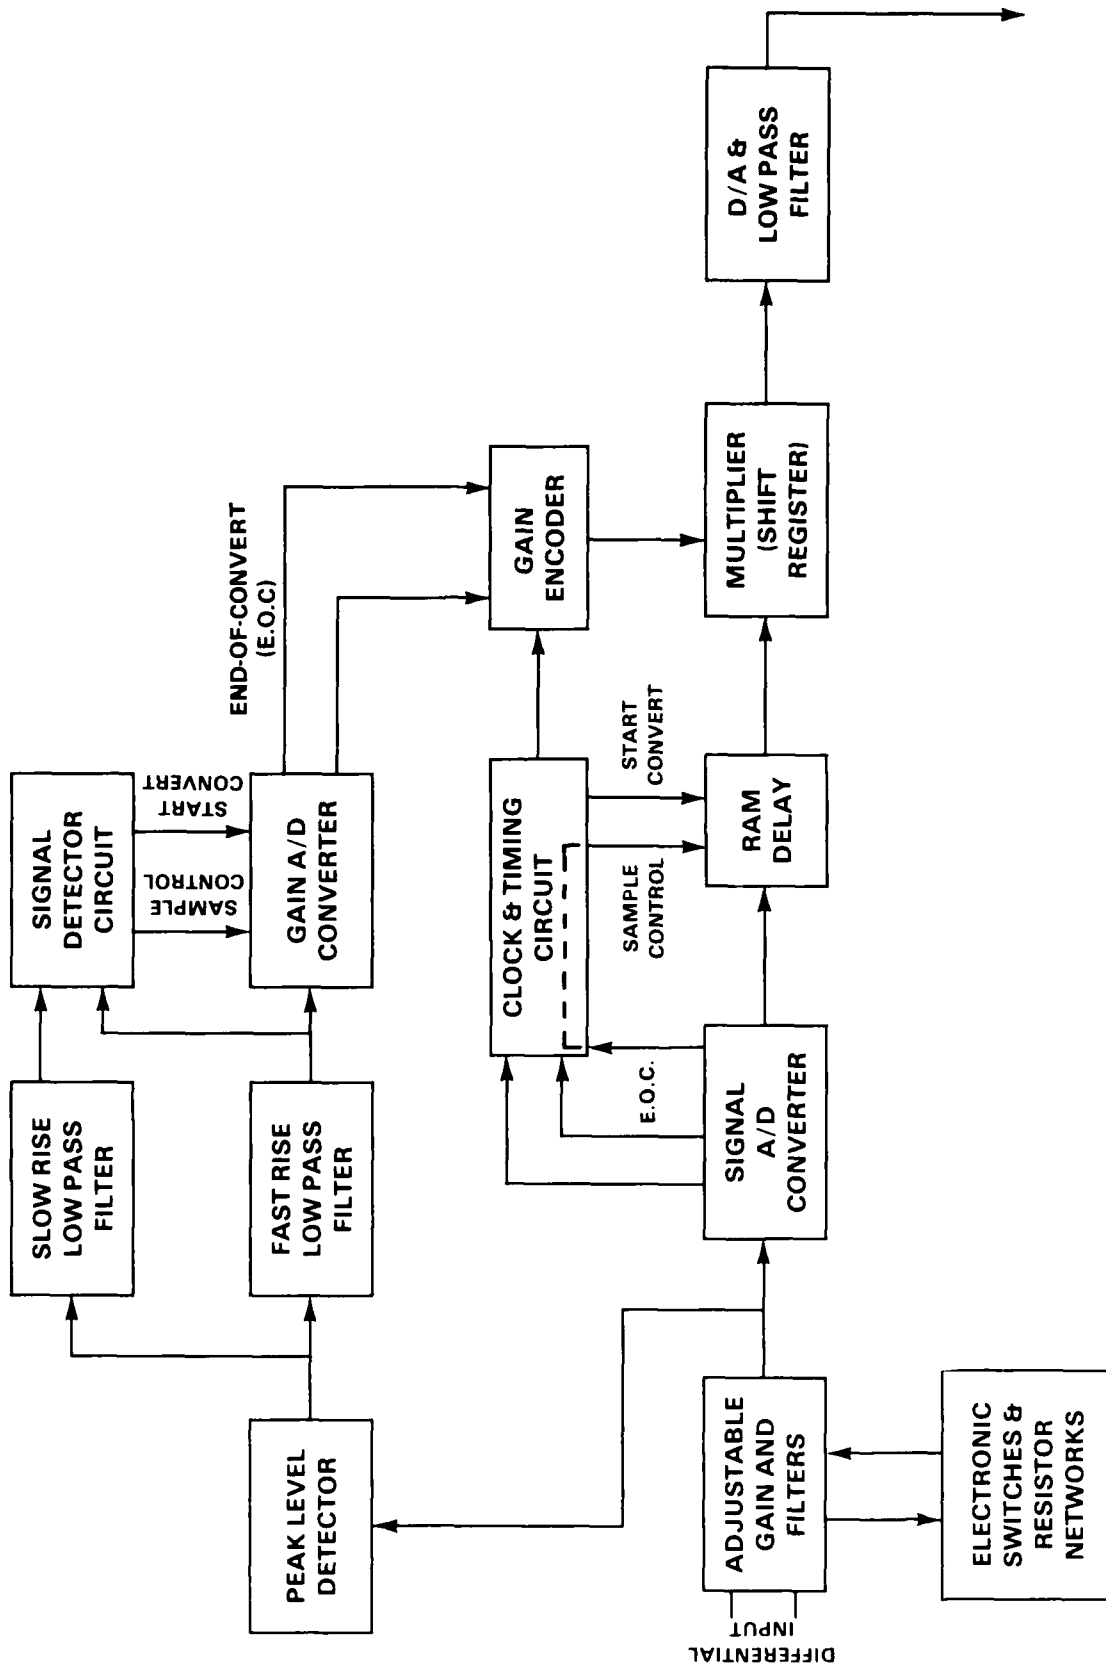 SLOW RISE
LOW PASS
FILTER
SIGNAL
DETECTOR
CIRCUIT
SAMPLE
CONTROL
START
CONVERT
PEAK LEVEL
DETECTOR
FAST RISE
LOW PASS
FILTER
GAIN A/D
CONVERTER
END-OF-CONVERT
(E.O.C)
CLOCK & TIMING
CIRCUIT
GAIN
ENCODER
E.O.C.
SAMPLE
CONTROL
START
CONVERT
DIFFERENTIAL
INPUT
ADJUSTABLE
GAIN AND
FILTERS
SIGNAL
A/D
CONVERTER
RAM
DELAY
MULTIPLIER
(SHIFT
REGISTER)
D/A &
LOW PASS
FILTER
ELECTRONIC
SWITCHES &
RESISTOR
NETWORKS